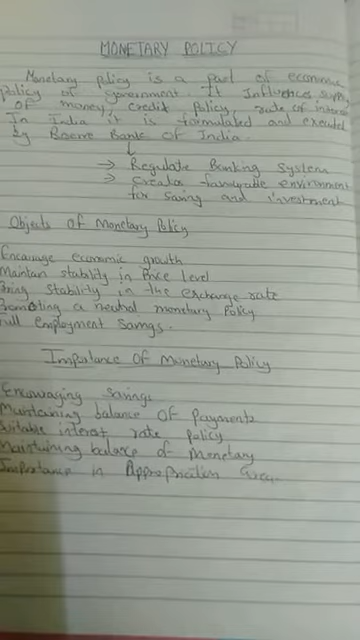 MONETARY POLICY
Monetary policy is a part of economic
policy of government. It Influences supply
of money, credit policy, rate of interest
In India it is formulated and executed
by Reserve Bank of India.
→ Regulate Banking System
→ favourable environment
for saving and investment
Objects of Monetary Policy
Encourage economic growth
Maintain stability in Price Level
Bring stability in the exchange rate
Promoting a neutral monetary policy
Full employment Savings.
Importance of Monetary Policy
Encouraging savings
Maintaining balance of Payments
Suitable interest rate policy
Maintaining balance of Monetary
Importance in